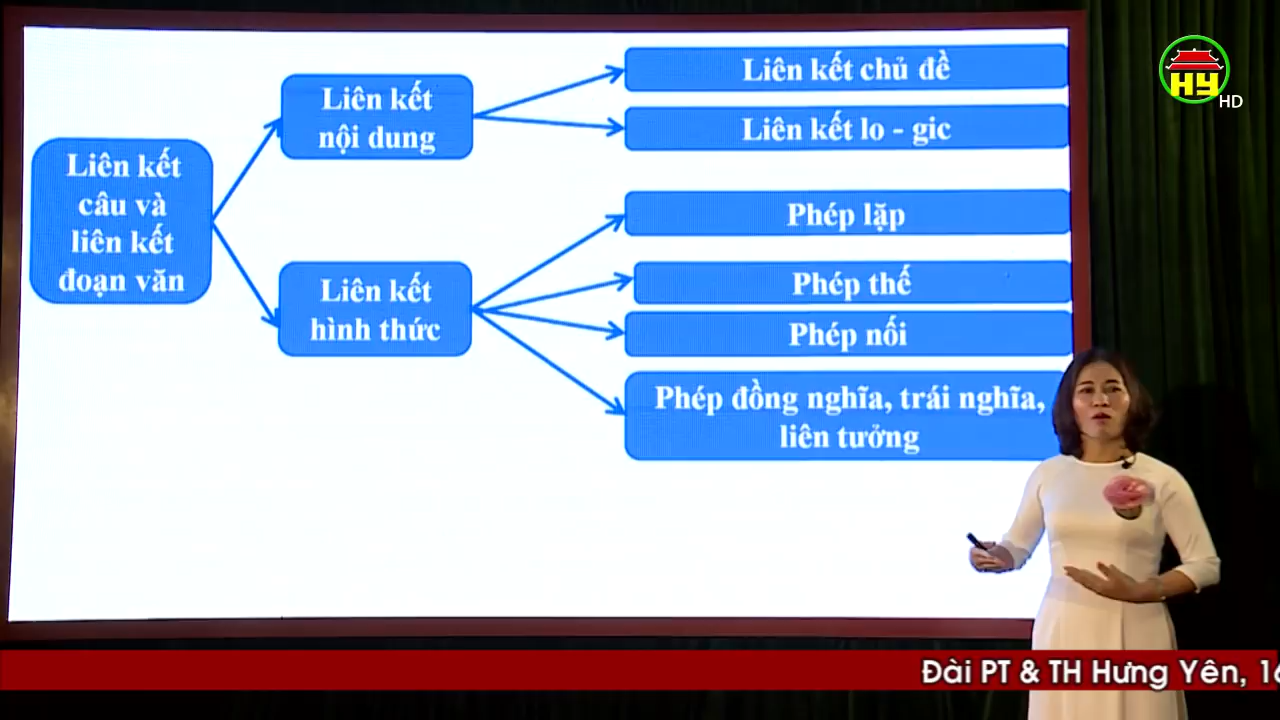 Liên kết
câu và
liên kết
đoạn văn
Liên kết
nội dung
Liên kết
hình thức
Liên kết chủ đề
Liên kết lo - gic
Phép lặp
Phép thế
Phép nối
Phép đồng nghĩa, trái nghĩa,
liên tưởng
HY
HD
Đài PT & TH Hưng Yên, 16